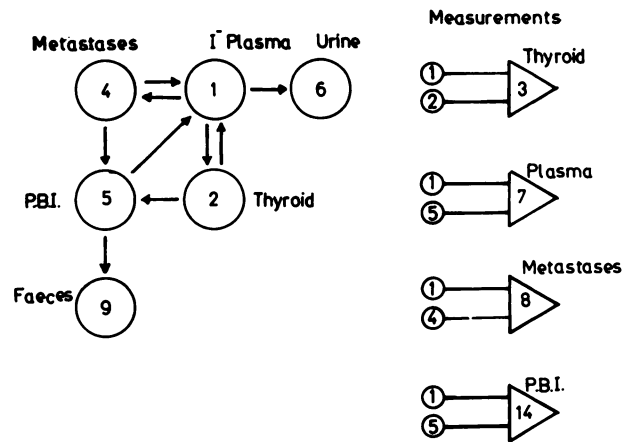 Measurements
Metastases
I⁻ Plasma
Urine
4
1
6
P.B.I.
5
2
Thyroid
Faeces
9
Thyroid
1
2
3
Plasma
1
5
7
Metastases
1
4
8
P.B.I.
1
5
14